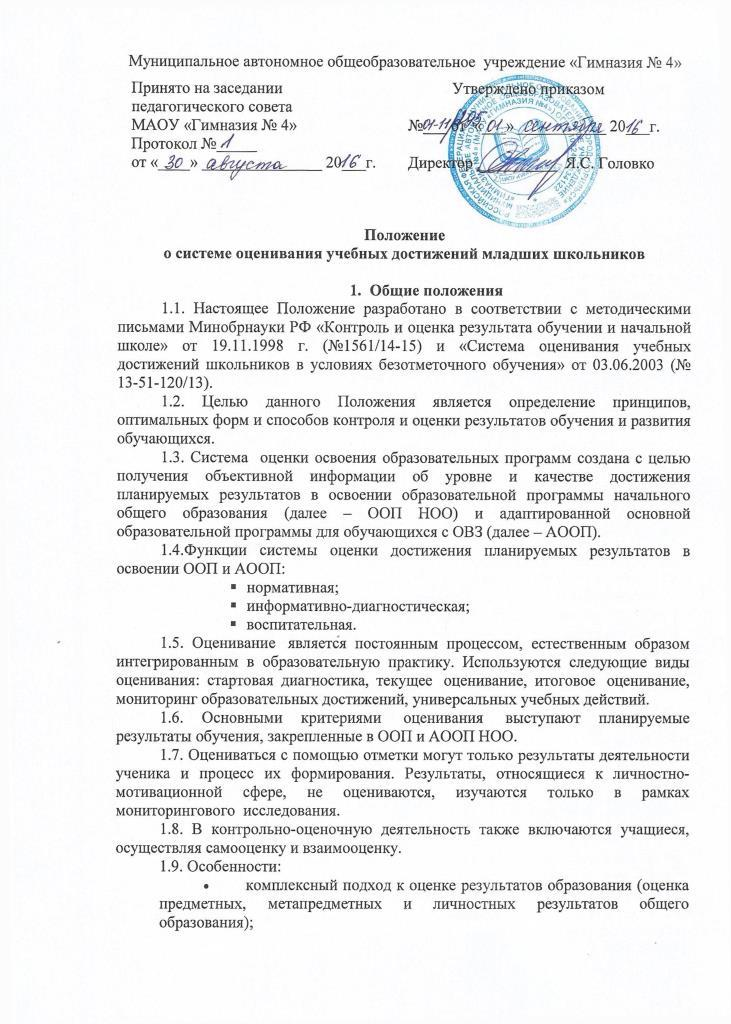 Муниципальное автономное общеобразовательное учреждение «Гимназия № 4»
Принято на заседании
педагогического совета
МАОУ «Гимназия № 4»
Протокол № 1
от « 30 » августа 2016 г.
Утверждено приказом
№01-11/ от « 01 » сентября 2016 г.
Директор Я.С. Головко
Положение
о системе оценивания учебных достижений младших школьников
1. Общие положения
1.1. Настоящее Положение разработано в соответствии с методическими
письмами Минобрнауки РФ «Контроль и оценка результата обучении и начальной
школе» от 19.11.1998 г. (№1561/14-15) и «Система оценивания учебных
достижений школьников в условиях безотметочного обучения» от 03.06.2003 (№
13-51-120/13).
1.2. Целью данного Положения является определение принципов,
оптимальных форм и способов контроля и оценки результатов обучения и развития
обучающихся.
1.3. Система оценки освоения образовательных программ создана с целью
получения объективной информации об уровне и качестве достижения
планируемых результатов в освоении образовательной программы начального
общего образования (далее – ООП НОО) и адаптированной основной
образовательной программы для обучающихся с ОВЗ (далее – АООП).
1.4.Функции системы оценки достижения планируемых результатов в
освоении ООП и АООП:
▪ нормативная;
▪ информативно-диагностическая;
▪ воспитательная.
1.5. Оценивание является постоянным процессом, естественным образом
интегрированным в образовательную практику. Используются следующие виды
оценивания: стартовая диагностика, текущее оценивание, итоговое оценивание,
мониторинг образовательных достижений, универсальных учебных действий.
1.6. Основными критериями оценивания выступают планируемые
результаты обучения, закрепленные в ООП и АООП НОО.
1.7. Оцениваться с помощью отметки могут только результаты деятельности
ученика и процесс их формирования. Результаты, относящиеся к личностно-
мотивационной сфере, не оцениваются, изучаются только в рамках
мониторингового исследования.
1.8. В контрольно-оценочную деятельность также включаются учащиеся,
осуществляя самооценку и взаимооценку.
1.9. Особенности:
• комплексный подход к оценке результатов образования (оценка
предметных, метапредметных и личностных результатов общего
образования);